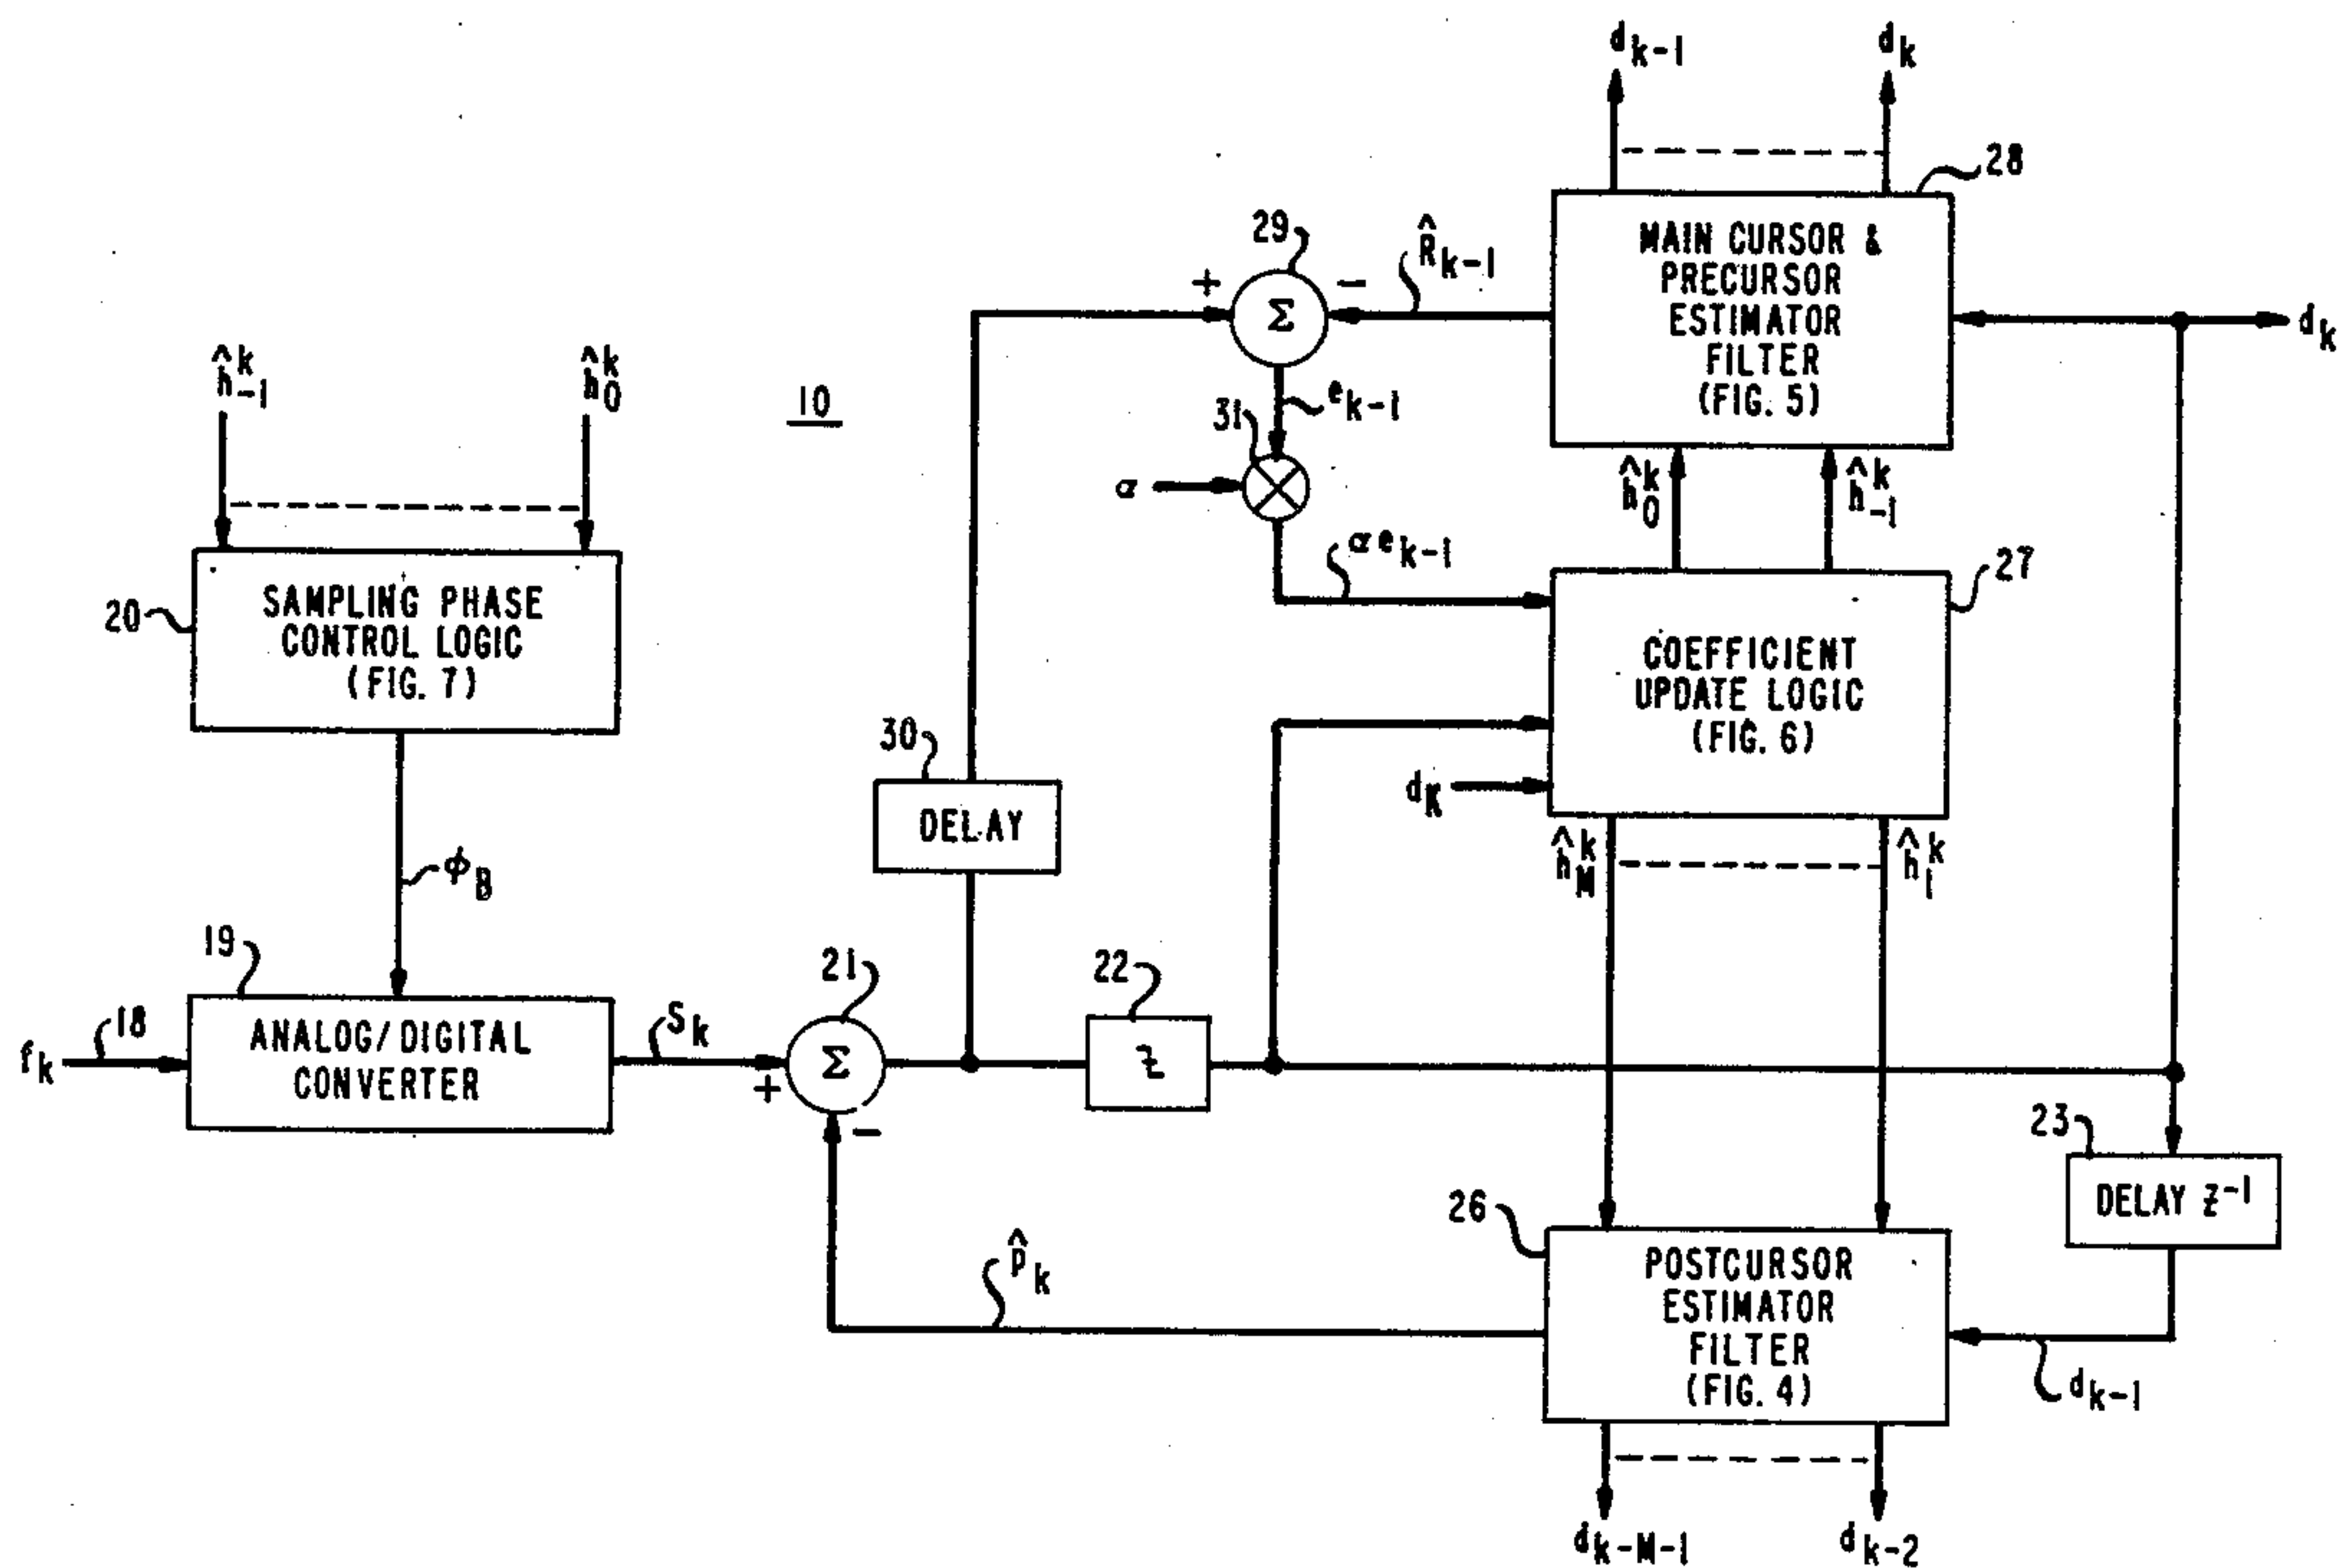 d_{k-1}
d_k
28
MAIN CURSOR &
PRECURSOR
ESTIMATOR
FILTER
(FIG. 5)
29
+
Σ
−
R̂_{k-1}
d_k
ĥ^k_{-1}
ĥ^k_0
10
e_{k-1}
31
α
αe_{k-1}
ĥ^k_0
ĥ^k_{-1}
20
SAMPLING PHASE
CONTROL LOGIC
(FIG. 7)
27
COEFFICIENT
UPDATE LOGIC
(FIG. 6)
30
DELAY
d_K
ĥ^k_M
ĥ^k_1
ϕ_B
19
f_k
18
ANALOG/DIGITAL
CONVERTER
S_k
21
+
Σ
−
22
z
23
DELAY z^{-1}
26
POSTCURSOR
ESTIMATOR
FILTER
(FIG. 4)
p̂_k
d_{k-1}
d_{k-M-1}
d_{k-2}